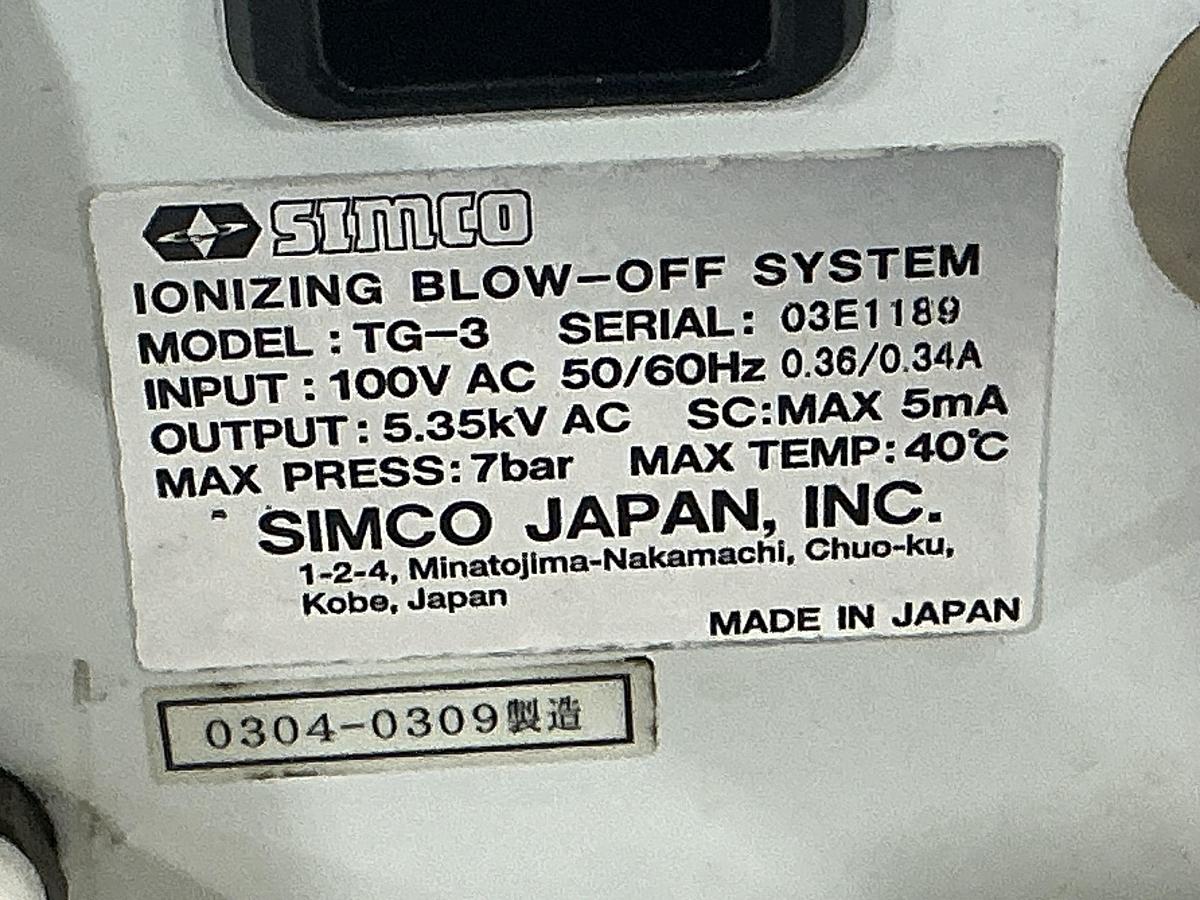 SIMCO
IONIZING BLOW-OFF SYSTEM
MODEL : TG-3 SERIAL: 03E1189
INPUT : 100V AC 50/60Hz 0.36/0.34A
OUTPUT: 5.35kV AC SC:MAX 5mA
MAX PRESS: 7bar MAX TEMP: 40℃
SIMCO JAPAN, INC.
1-2-4, Minatojima-Nakamachi, Chuo-ku,
Kobe, Japan
MADE IN JAPAN
0304-0309製造